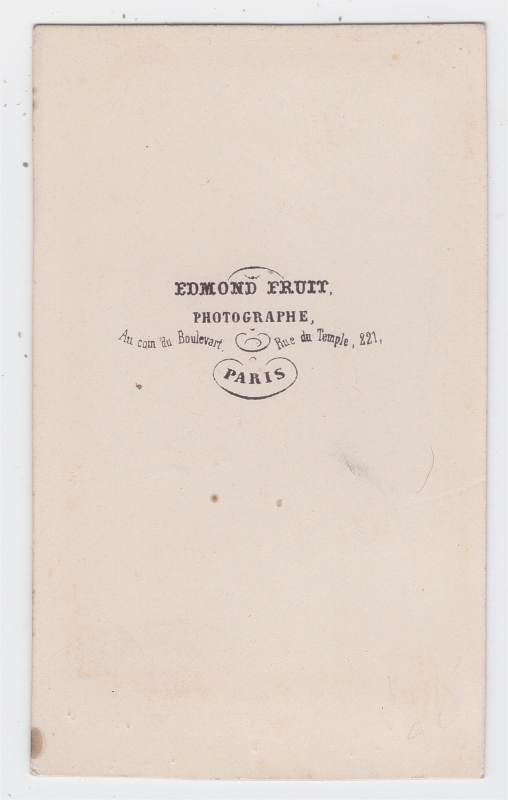 EDMOND FRUIT,
PHOTOGRAPHE,
Au coin du Boulevart, Rue du Temple, 221,
PARIS